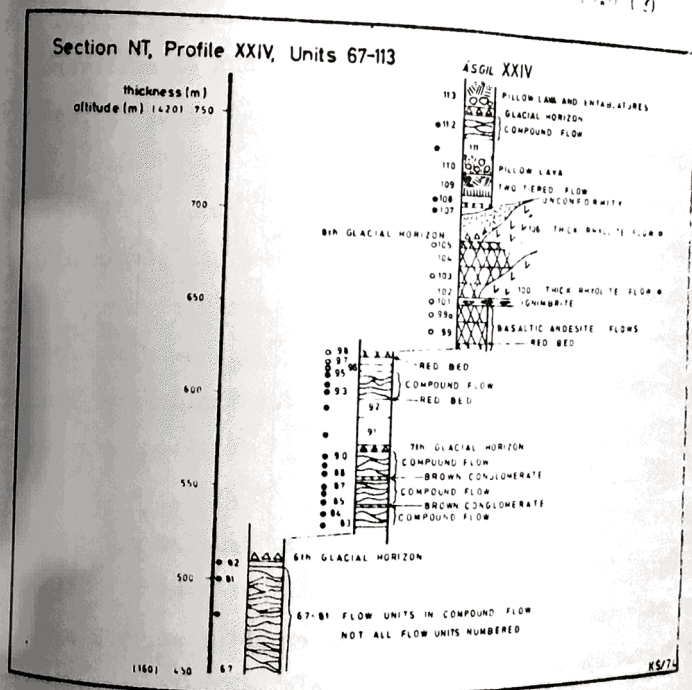 Section NT, Profile XXIV, Units 67-113
ÁSGIL XXIV
thickness (m)
altitude (m) (420) 750
700
650
600
550
500
(160) 450
113 PILLOW LAVA AND ENTABLATURES
GLACIAL HORIZON
112 COMPOUND FLOW
111
110 PILLOW LAVA
109 TWO TIERED FLOW
108 UNCONFORMITY
107
106 THICK RHYOLITE FLOW
8th GLACIAL HORIZON
105
104
103
102 100 THICK RHYOLITE FLOW
101 IGNIMBRITE
99a
99 BASALTIC ANDESITE FLOWS
RED BED
98
97
96 RED BED
95
COMPOUND FLOW
93
RED BED
92
91
7th GLACIAL HORIZON
90 COMPOUND FLOW
88 BROWN CONGLOMERATE
87
COMPOUND FLOW
85 BROWN CONGLOMERATE
84 COMPOUND FLOW
83
82 6th GLACIAL HORIZON
81
67-81 FLOW UNITS IN COMPOUND FLOW
NOT ALL FLOW UNITS NUMBERED
67